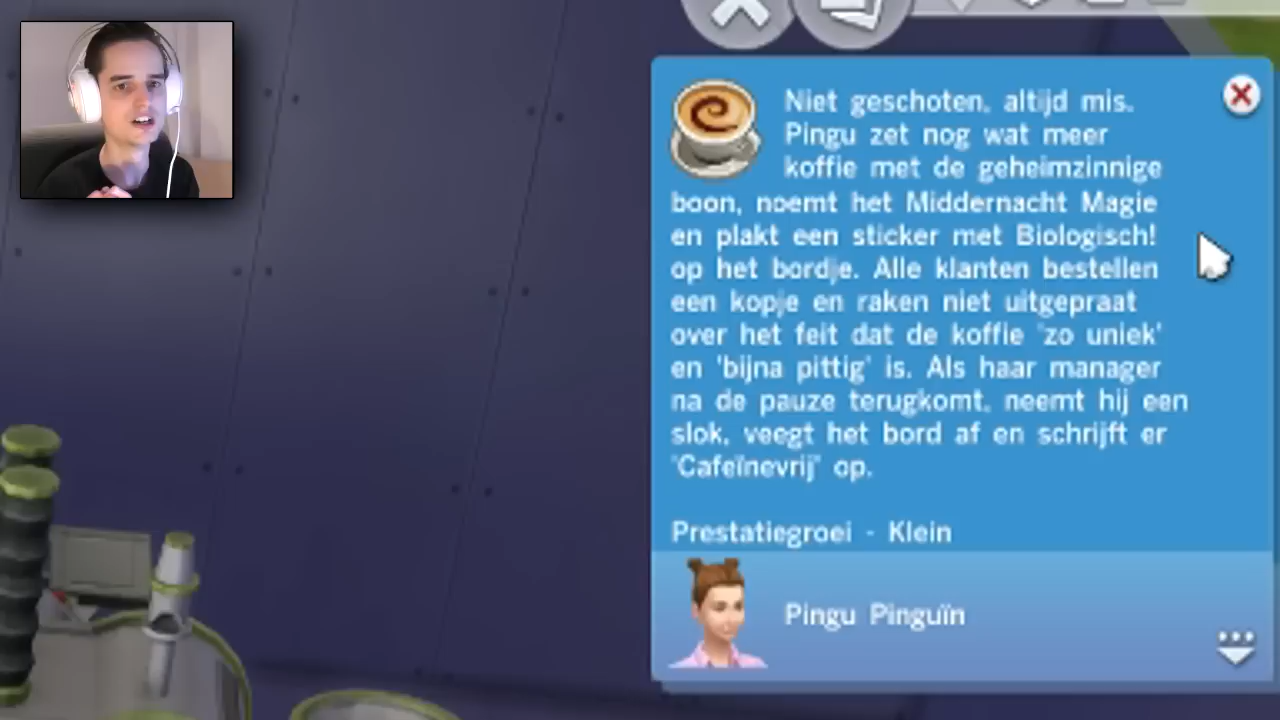 Niet geschoten, altijd mis.
Pingu zet nog wat meer
koffie met de geheimzinnige
boon, noemt het Middernacht Magie
en plakt een sticker met Biologisch!
op het bordje. Alle klanten bestellen
een kopje en raken niet uitgepraat
over het feit dat de koffie 'zo uniek'
en 'bijna pittig' is. Als haar manager
na de pauze terugkomt, neemt hij een
slok, veegt het bord af en schrijft er
'Cafeïnevrij' op.
Prestatiegroei - Klein
Pingu Pinguïn